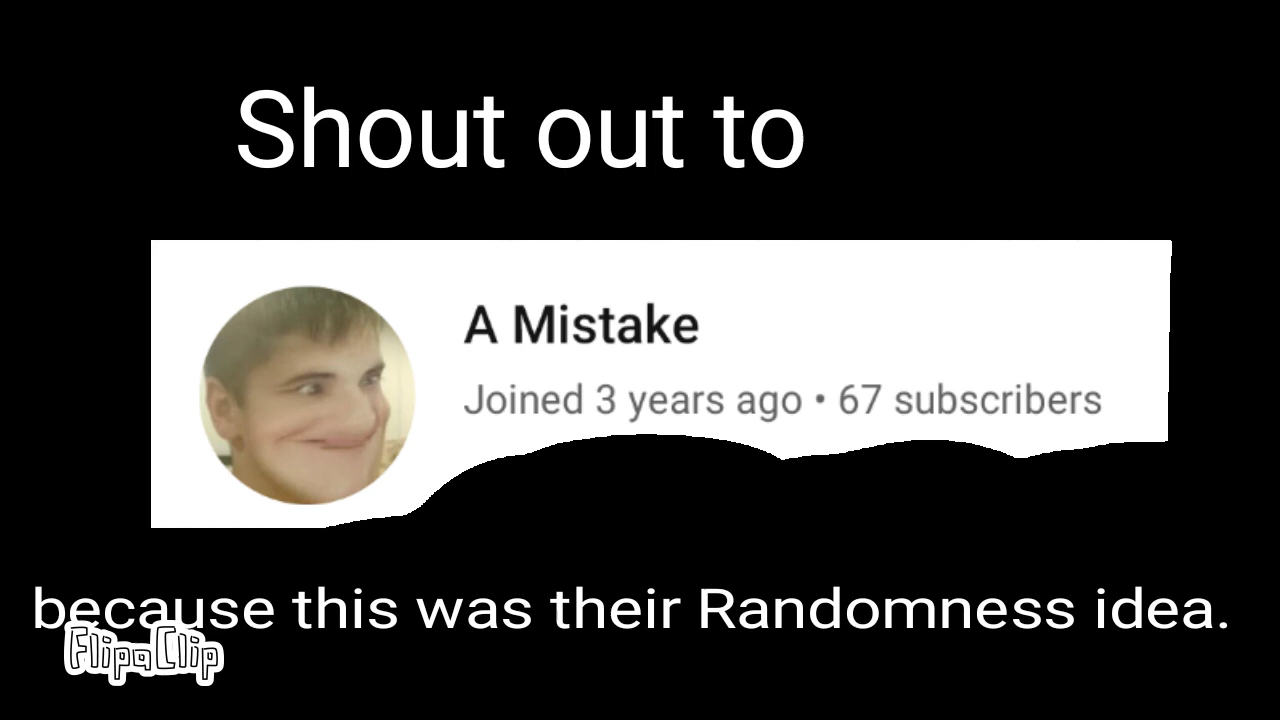 Shout out to
A Mistake
Joined 3 years ago • 67 subscribers
because this was their Randomness idea.
FlipaClip